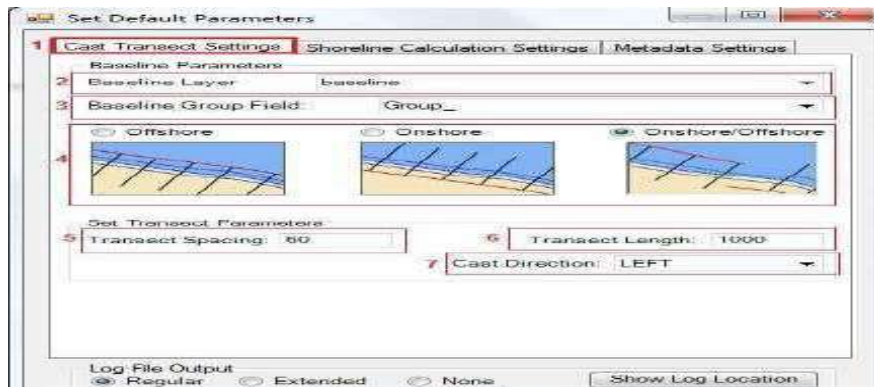 Set Default Parameters
1 Cast Transect Settings Shoreline Calculation Settings Metadata Settings
Baseline Parameters
2 Baseline Layer baseline
3 Baseline Group Field: Group_
Offshore Onshore Onshore/Offshore
4
Set Transect Parameters
5 Transect Spacing: 60 6 Transect Length: 1000
7 Cast Direction: LEFT
Log File Output
Regular Extended None Show Log Location